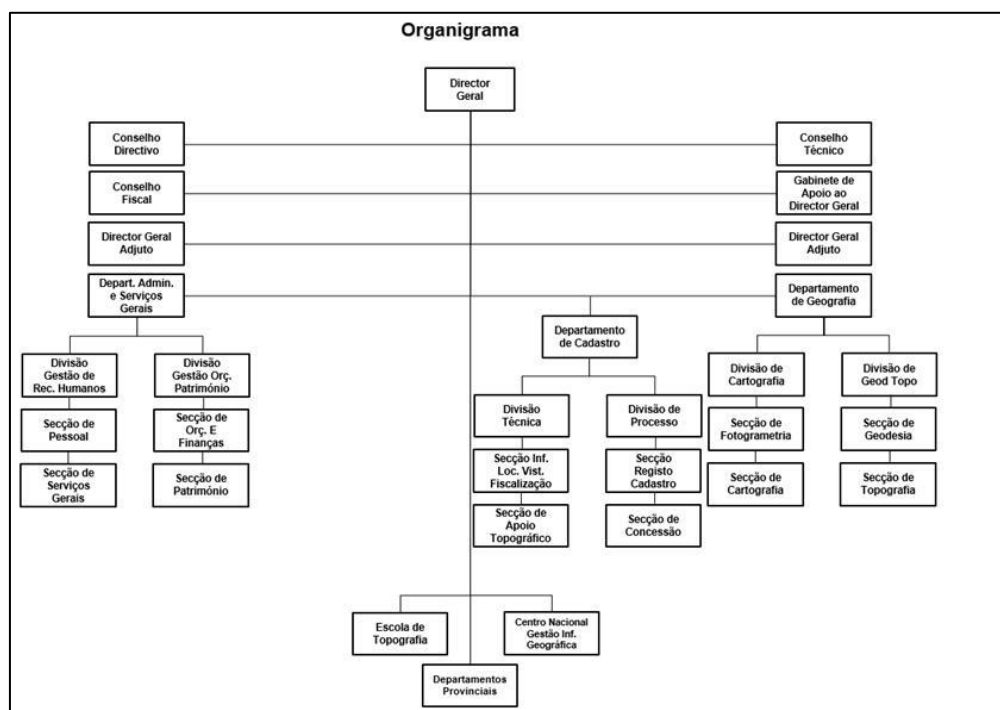 Organigrama
Director
Geral
Conselho
Directivo
Conselho
Técnico
Conselho
Fiscal
Gabinete de
Apoio ao
Director Geral
Director Geral
Adjuto
Director Geral
Adjuto
Depart. Admin.
e Serviços
Gerais
Departamento
de Geografia
Departamento
de Cadastro
Divisão
Gestão de
Rec. Humanos
Divisão
Gestão Orç.
Património
Divisão de
Cartografia
Divisão de
Geod Topo
Secção de
Pessoal
Secção de
Orç. E
Finanças
Divisão
Técnica
Divisão de
Processo
Secção de
Fotogrametria
Secção de
Geodesia
Secção de
Serviços
Gerais
Secção de
Património
Secção Inf.
Loc. Vist.
Fiscalização
Secção
Registo
Cadastro
Secção de
Cartografia
Secção de
Topografia
Secção de
Apoio
Topográfico
Secção de
Concessão
Escola de
Topografia
Centro Nacional
Gestão Inf.
Geográfica
Departamentos
Provinciais